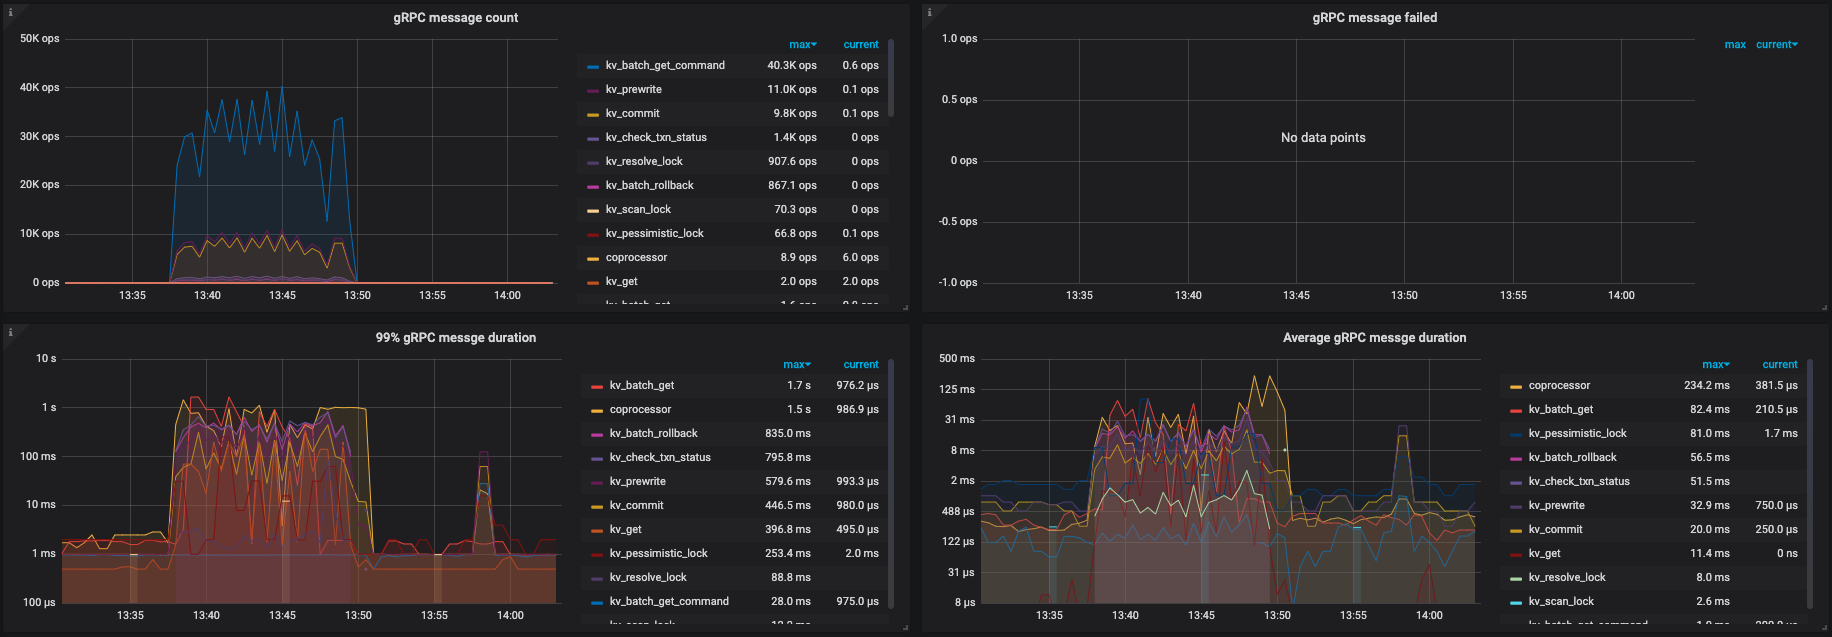 gRPC message count
50K ops
40K ops
30K ops
20K ops
10K ops
0 ops
13:35 13:40 13:45 13:50 13:55 14:00
max current
kv_batch_get_command 40.3K ops 0.6 ops
kv_prewrite 11.0K ops 0.1 ops
kv_commit 9.8K ops 0.1 ops
kv_check_txn_status 1.4K ops 0 ops
kv_resolve_lock 907.6 ops 0 ops
kv_batch_rollback 867.1 ops 0 ops
kv_scan_lock 70.3 ops 0 ops
kv_pessimistic_lock 66.8 ops 0.1 ops
coprocessor 8.9 ops 6.0 ops
kv_get 2.0 ops 2.0 ops
gRPC message failed
1.0 ops
0.5 ops
0 ops
-0.5 ops
-1.0 ops
No data points
13:35 13:40 13:45 13:50 13:55 14:00
max current
99% gRPC messge duration
10 s
1 s
100 ms
10 ms
1 ms
100 µs
13:35 13:40 13:45 13:50 13:55 14:00
max current
kv_batch_get 1.7 s 976.2 µs
coprocessor 1.5 s 986.9 µs
kv_batch_rollback 835.0 ms
kv_check_txn_status 795.8 ms
kv_prewrite 579.6 ms 993.3 µs
kv_commit 446.5 ms 980.0 µs
kv_get 396.8 ms 495.0 µs
kv_pessimistic_lock 253.4 ms 2.0 ms
kv_resolve_lock 88.8 ms
kv_batch_get_command 28.0 ms 975.0 µs
Average gRPC messge duration
500 ms
125 ms
31 ms
8 ms
2 ms
488 µs
122 µs
31 µs
8 µs
13:35 13:40 13:45 13:50 13:55 14:00
max current
coprocessor 234.2 ms 381.5 µs
kv_batch_get 82.4 ms 210.5 µs
kv_pessimistic_lock 81.0 ms 1.7 ms
kv_batch_rollback 56.5 ms
kv_check_txn_status 51.5 ms
kv_prewrite 32.9 ms 750.0 µs
kv_commit 20.0 ms 250.0 µs
kv_get 11.4 ms 0 ns
kv_resolve_lock 8.0 ms
kv_scan_lock 2.6 ms